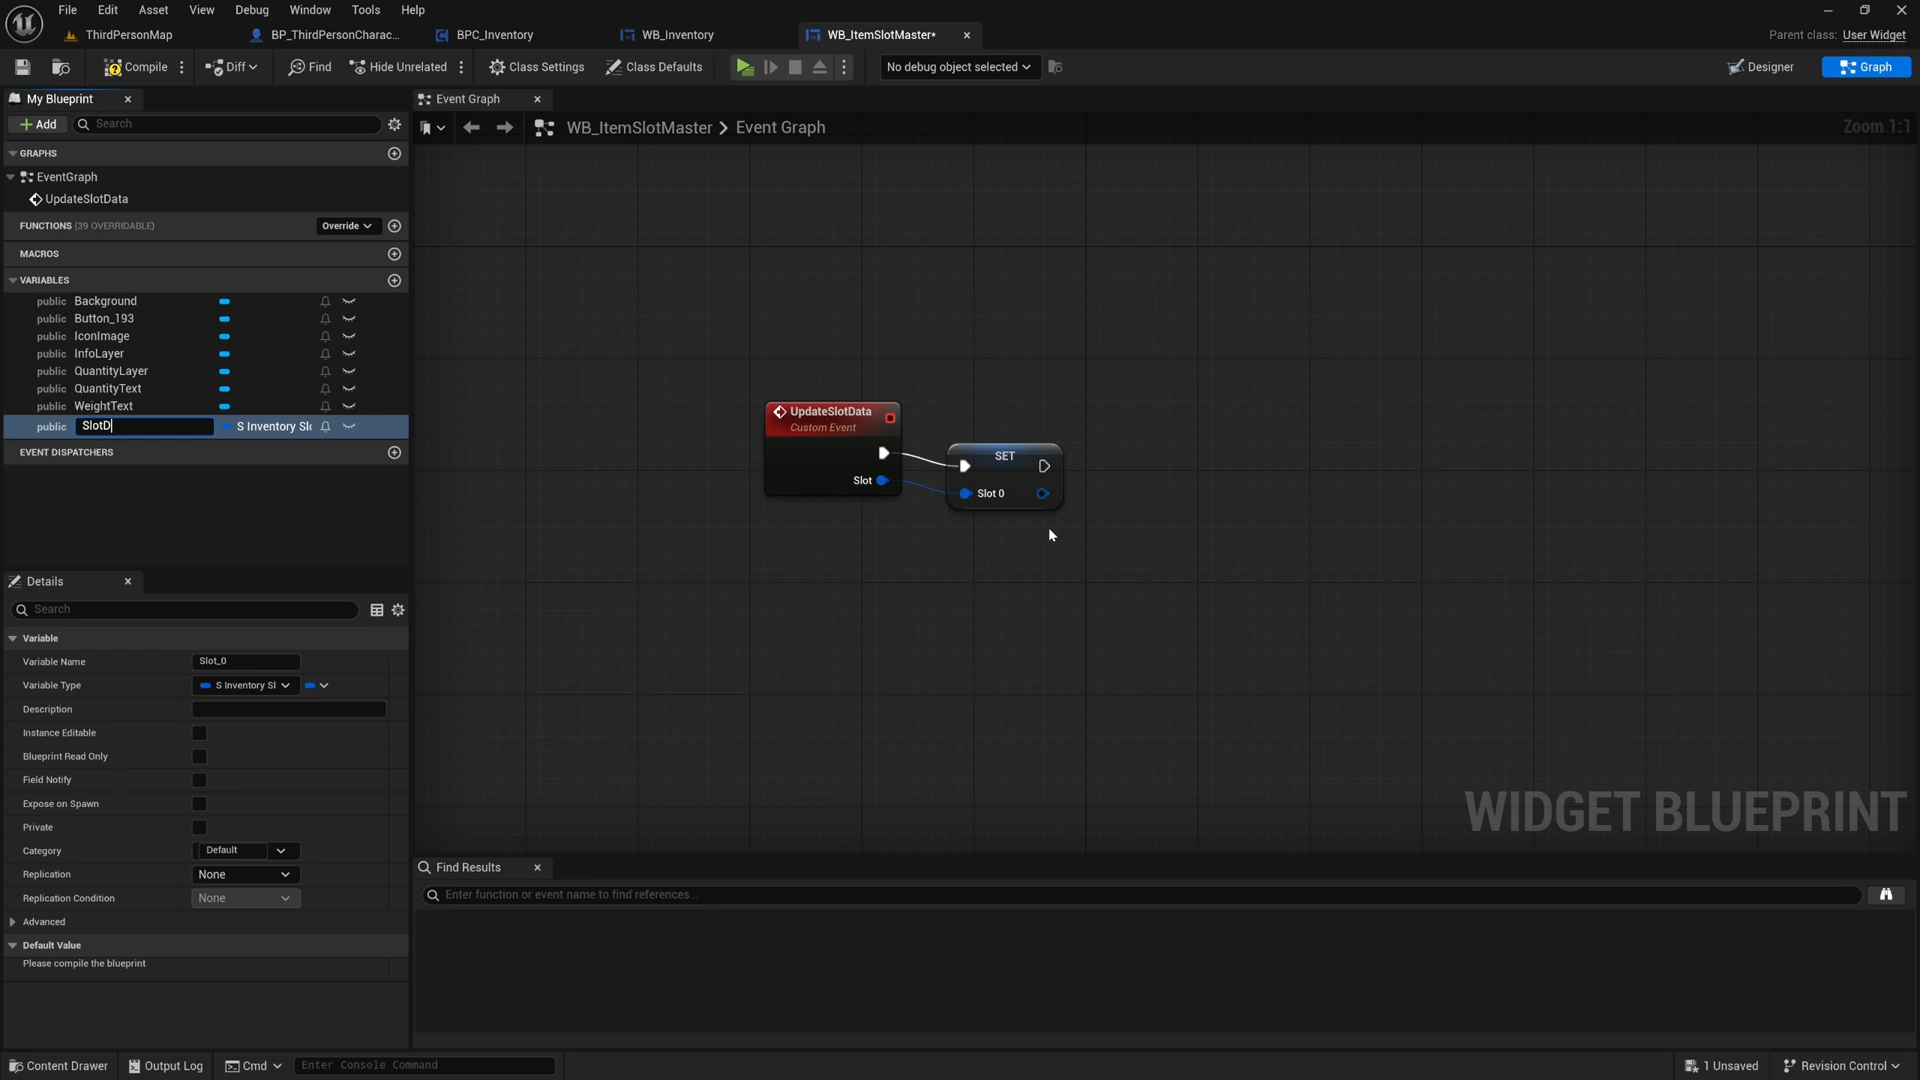 File Edit Asset View Debug Window Tools Help
ThirdPersonMap BP_ThirdPersonCharac... BPC_Inventory WB_Inventory WB_ItemSlotMaster*
Parent class: User Widget
Compile Diff Find Hide Unrelated Class Settings Class Defaults No debug object selected Designer Graph
My Blueprint
Add Search
GRAPHS
EventGraph
UpdateSlotData
FUNCTIONS (39 OVERRIDABLE) Override
MACROS
VARIABLES
public Background
public Button_193
public IconImage
public InfoLayer
public QuantityLayer
public QuantityText
public WeightText
public SlotD S Inventory Slo
EVENT DISPATCHERS
Details
Search
Variable
Variable Name Slot_0
Variable Type S Inventory Sl
Description
Instance Editable
Blueprint Read Only
Field Notify
Expose on Spawn
Private
Category Default
Replication None
Replication Condition None
Advanced
Default Value
Please compile the blueprint
Event Graph
WB_ItemSlotMaster > Event Graph
Zoom 1:1
UpdateSlotData
Custom Event
Slot
SET
Slot 0
WIDGET BLUEPRINT
Find Results
Enter function or event name to find references...
Content Drawer Output Log Cmd Enter Console Command 1 Unsaved Revision Control